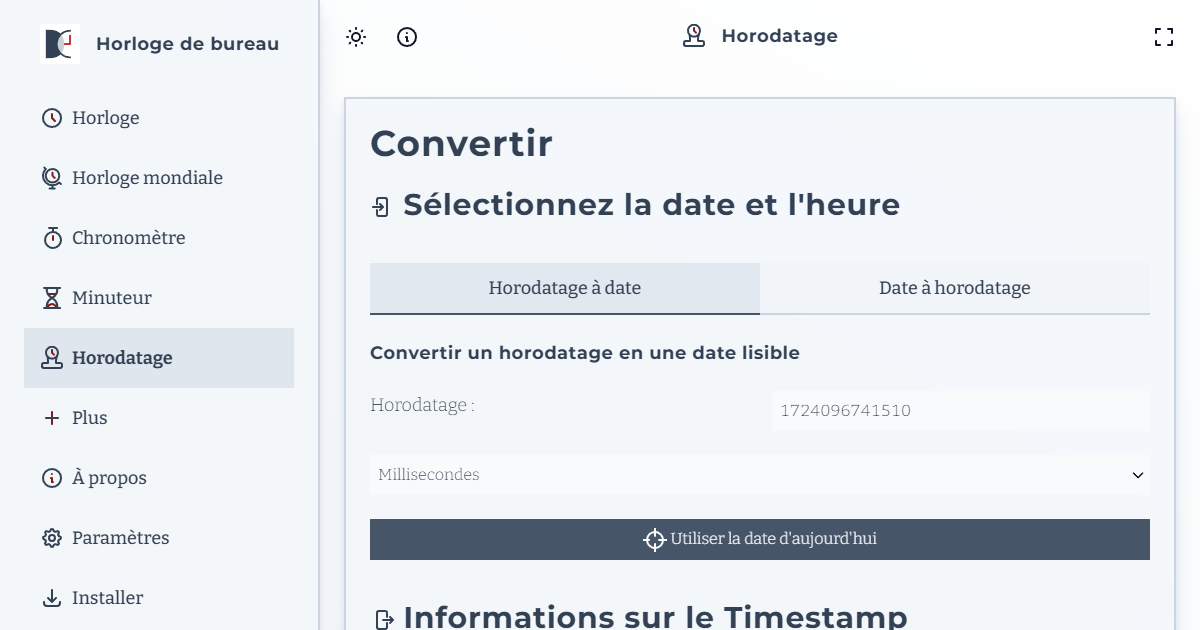 Horloge de bureau
Horloge
Horloge mondiale
Chronomètre
Minuteur
Horodatage
Plus
À propos
Paramètres
Installer
Horodatage
Convertir
Sélectionnez la date et l'heure
Horodatage à date
Date à horodatage
Convertir un horodatage en une date lisible
Horodatage :
1724096741510
Millisecondes
Utiliser la date d'aujourd'hui
Informations sur le Timestamp